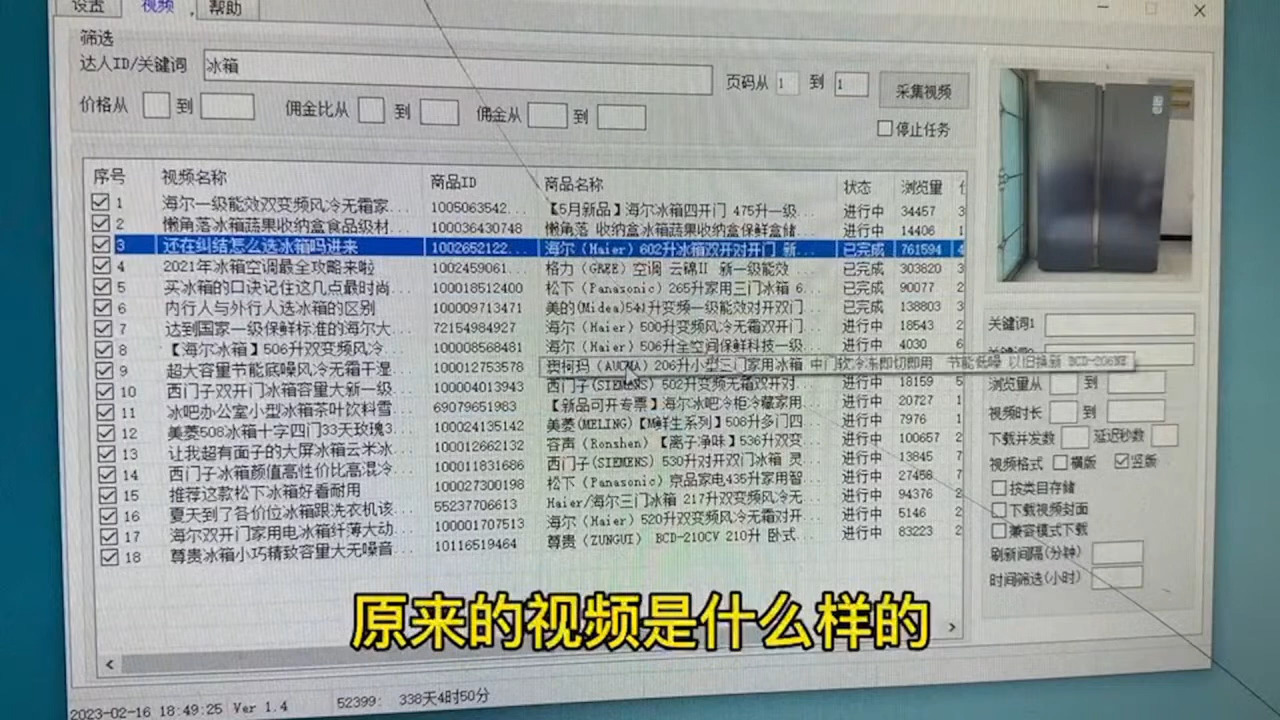 设置 视频 帮助
筛选
达人ID/关键词 冰箱 页码从 1 到 1 采集视频
价格从 到 佣金比从 到 佣金从 到 停止任务
序号 视频名称 商品ID 商品名称 状态 浏览量
1 海尔一级能效双变频风冷无霜家... 1005063542... 【5月新品】海尔冰箱四开门 475升一级... 进行中 34457 3
2 懒角落冰箱蔬果收纳盒食品级材... 100036430748 懒角落 收纳盒冰箱蔬果保鲜盒储... 进行中 14406
3 还在纠结怎么选冰箱吗讲来 1002652122... 海尔（Haier）602升冰箱双开对开门 新... 已完成 761594 4
4 2021年冰箱空调最全攻略来啦 1002459061... 格力（GREE）空调 云锦II 新一级能效... 已完成 303820 3
5 买冰箱的口诀记住这几点最时尚... 100018512400 松下（Panasonic）265升家用三门冰箱 6... 已完成 90077 2
6 内行人与外行人选冰箱的区别 100009713471 美的(Midea)541升变频一级能效对开双门... 已完成 138803 3
7 达到国家一级保鲜标准的海尔大... 72154984927 海尔（Haier）500升变频风冷无霜双开门... 进行中 18543 2
8 【海尔冰箱】506升双变频风冷... 100008568481 海尔（Haier）506升全空间保鲜科技一级... 进行中 4030 6
9 超大容量节能底噪风冷无霜干湿... 100012753578 澳柯玛（AUCMA）206升小型三门家用冰箱 中门软冷冻即切即用 节能低噪 以旧换新 BCD-206NE
10 西门子双开门冰箱容量大新一级... 100004013943 西门子(SIEMENS) 502升变频无霜双开对... 进行中 18159 5
11 冰吧办公室小型冰箱茶叶饮料雪... 69079651983 【新品可开专票】海尔冰吧冷柜冷藏家用... 进行中 20727 1
12 美菱508冰箱十字四门33天玫瑰3... 100024135142 美菱(MELING)【M鲜生系列】508升多门四... 进行中 7976 1
13 让我超有面子的大屏冰箱云米冰... 100012662132 容声（Ronshen）【离子净味】536升双变... 进行中 100657 2
14 西门子冰箱颜值高性价比高混冷... 100011831686 西门子(SIEMENS) 530升对开双门冰箱 灵... 进行中 13845 7
15 推荐这款松下冰箱好看耐用 100027300198 松下（Panasonic）京品家电435升家用智... 进行中 27458 7
16 夏天到了各价位冰箱跟洗衣机该... 55237706613 Haier/海尔三门冰箱 217升双变频风冷无... 进行中 94376 2
17 海尔双开门家用电冰箱纤薄大动... 100001707513 海尔（Haier）520升双变频风冷无霜对开... 进行中 5146 2
18 尊贵冰箱小巧精致容量大无噪音... 10116519464 尊贵（ZUNGUI） BCD-210CV 210升 卧式... 进行中 83223 2
关键词1
浏览量从 到
视频时长 到
下载并发数 延迟秒数
视频格式 横版 竖版
按类目存储
下载视频封面
兼容模式下载
刷新间隔(分钟)
时间筛选(小时)
原来的视频是什么样的
2023-02-16 18:49:25 Ver 1.4 52399: 338天4时50分